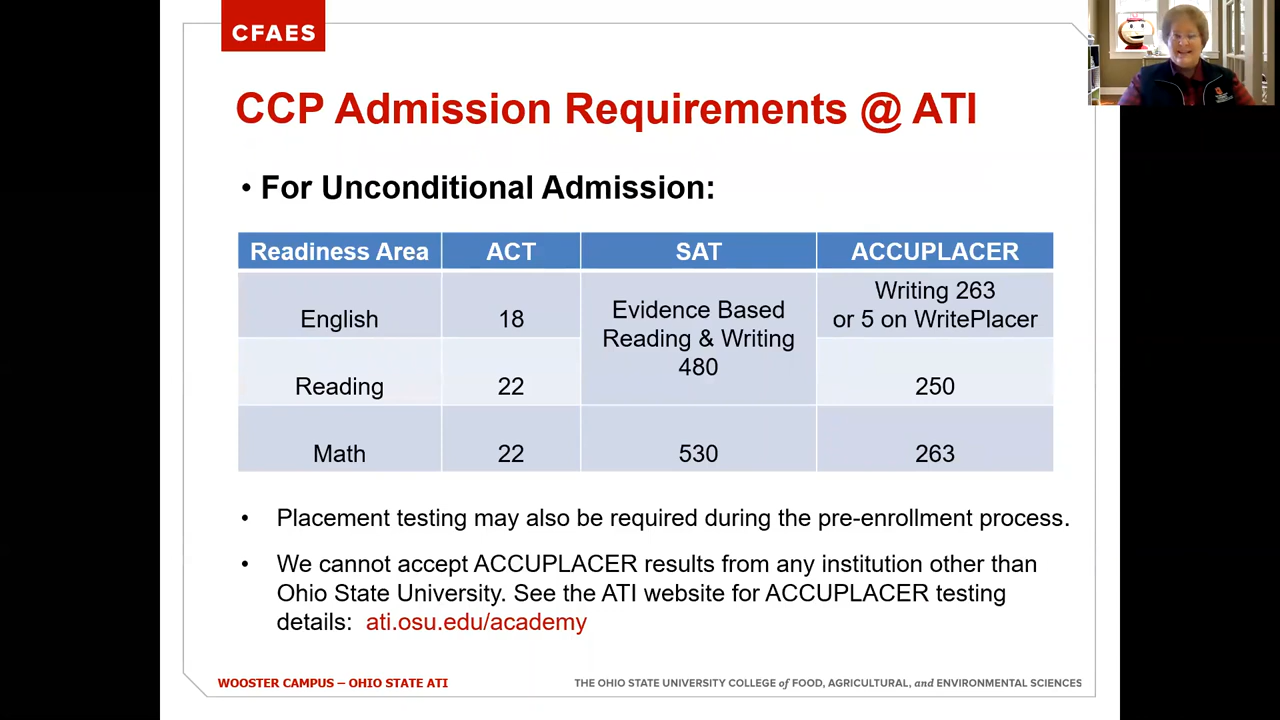 CFAES
CCP Admission Requirements @ ATI
• For Unconditional Admission:
Readiness Area ACT SAT ACCUPLACER
English 18 Evidence Based Reading & Writing 480 Writing 263 or 5 on WritePlacer
Reading 22 250
Math 22 530 263
• Placement testing may also be required during the pre-enrollment process.
• We cannot accept ACCUPLACER results from any institution other than
Ohio State University. See the ATI website for ACCUPLACER testing
details: ati.osu.edu/academy
WOOSTER CAMPUS – OHIO STATE ATI
THE OHIO STATE UNIVERSITY COLLEGE of FOOD, AGRICULTURAL, and ENVIRONMENTAL SCIENCES